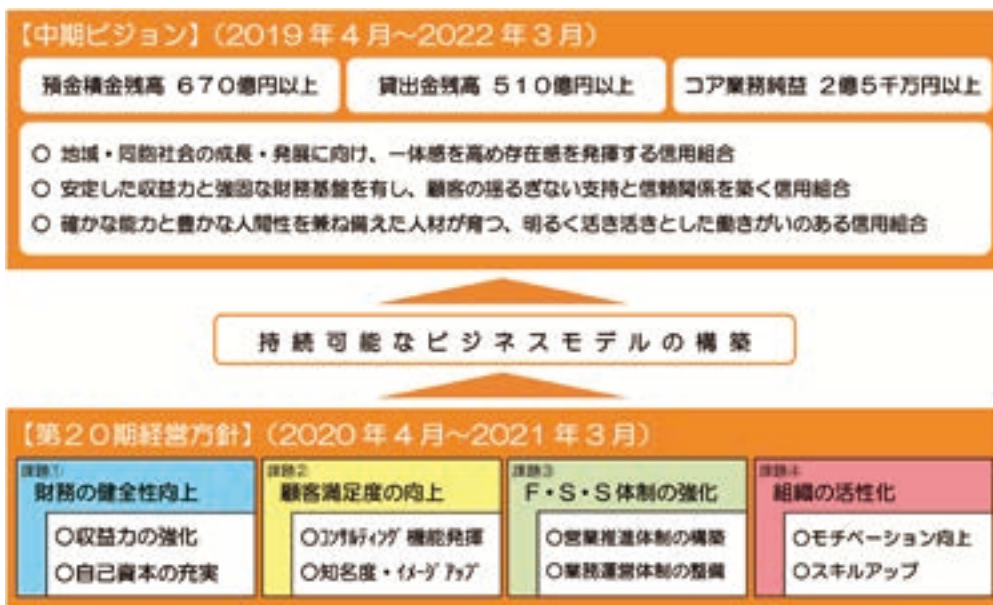 【中期ビジョン】(2019年4月～2022年3月)
預金積金残高 670億円以上
貸出金残高 510億円以上
コア業務純益 2億5千万円以上
○ 地域・同胞社会の成長・発展に向け、一体感を高め存在感を発揮する信用組合
○ 安定した収益力と強固な財務基盤を有し、顧客の揺るぎない支持と信頼関係を築く信用組合
○ 確かな能力と豊かな人間性を兼ね備えた人材が育つ、明るく活き活きとした働きがいのある信用組合
持続可能なビジネスモデルの構築
【第20期経営方針】(2020年4月～2021年3月)
課題①
財務の健全性向上
○収益力の強化
○自己資本の充実
課題2
顧客満足度の向上
○ｺﾝｻﾙﾃｨﾝｸﾞ機能発揮
○知名度・ｲﾒｰｼﾞｱｯﾌﾟ
課題3
F・S・S体制の強化
○営業推進体制の構築
○業務運営体制の整備
課題4
組織の活性化
○モチベーション向上
○スキルアップ